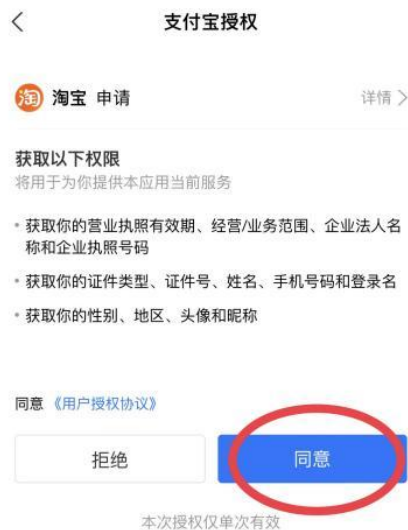 支付宝授权
淘 淘宝 申请 详情
获取以下权限
将用于为你提供本应用当前服务
• 获取你的营业执照有效期、经营/业务范围、企业法人名
称和企业执照号码
• 获取你的证件类型、证件号、姓名、手机号码和登录名
• 获取你的性别、地区、头像和昵称
同意《用户授权协议》
拒绝 同意
本次授权仅单次有效